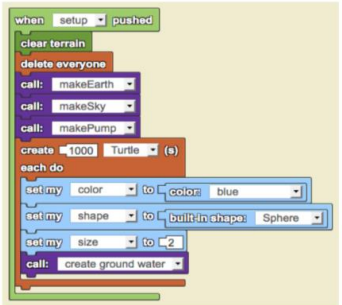 when setup pushed
clear terrain
delete everyone
call: makeEarth
call: makeSky
call: makePump
create 1000 Turtle (s)
each do
set my color to color: blue
set my shape to built-in shape: Sphere
set my size to 2
call: create ground water